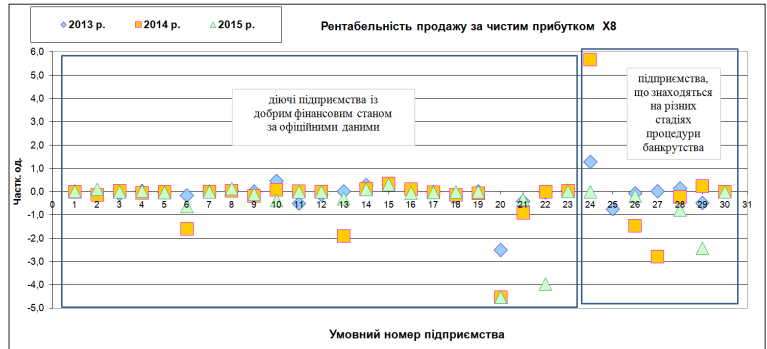 2013 р. 2014 р. 2015 р.
Рентабельність продажу за чистим прибутком X8
Частк. од.
6,0
5,0
4,0
3,0
2,0
1,0
0,0
-1,0
-2,0
-3,0
-4,0
-5,0
діючі підприємства із
добрим фінансовим станом
за офіційними даними
підприємства,
що знаходяться
на різних
стадіях
процедури
банкрутства
1 2 3 4 5 6 7 8 9 10 11 12 13 14 15 16 17 18 19 20 21 22 23 24 25 26 27 28 29 30 31
Умовний номер підприємства